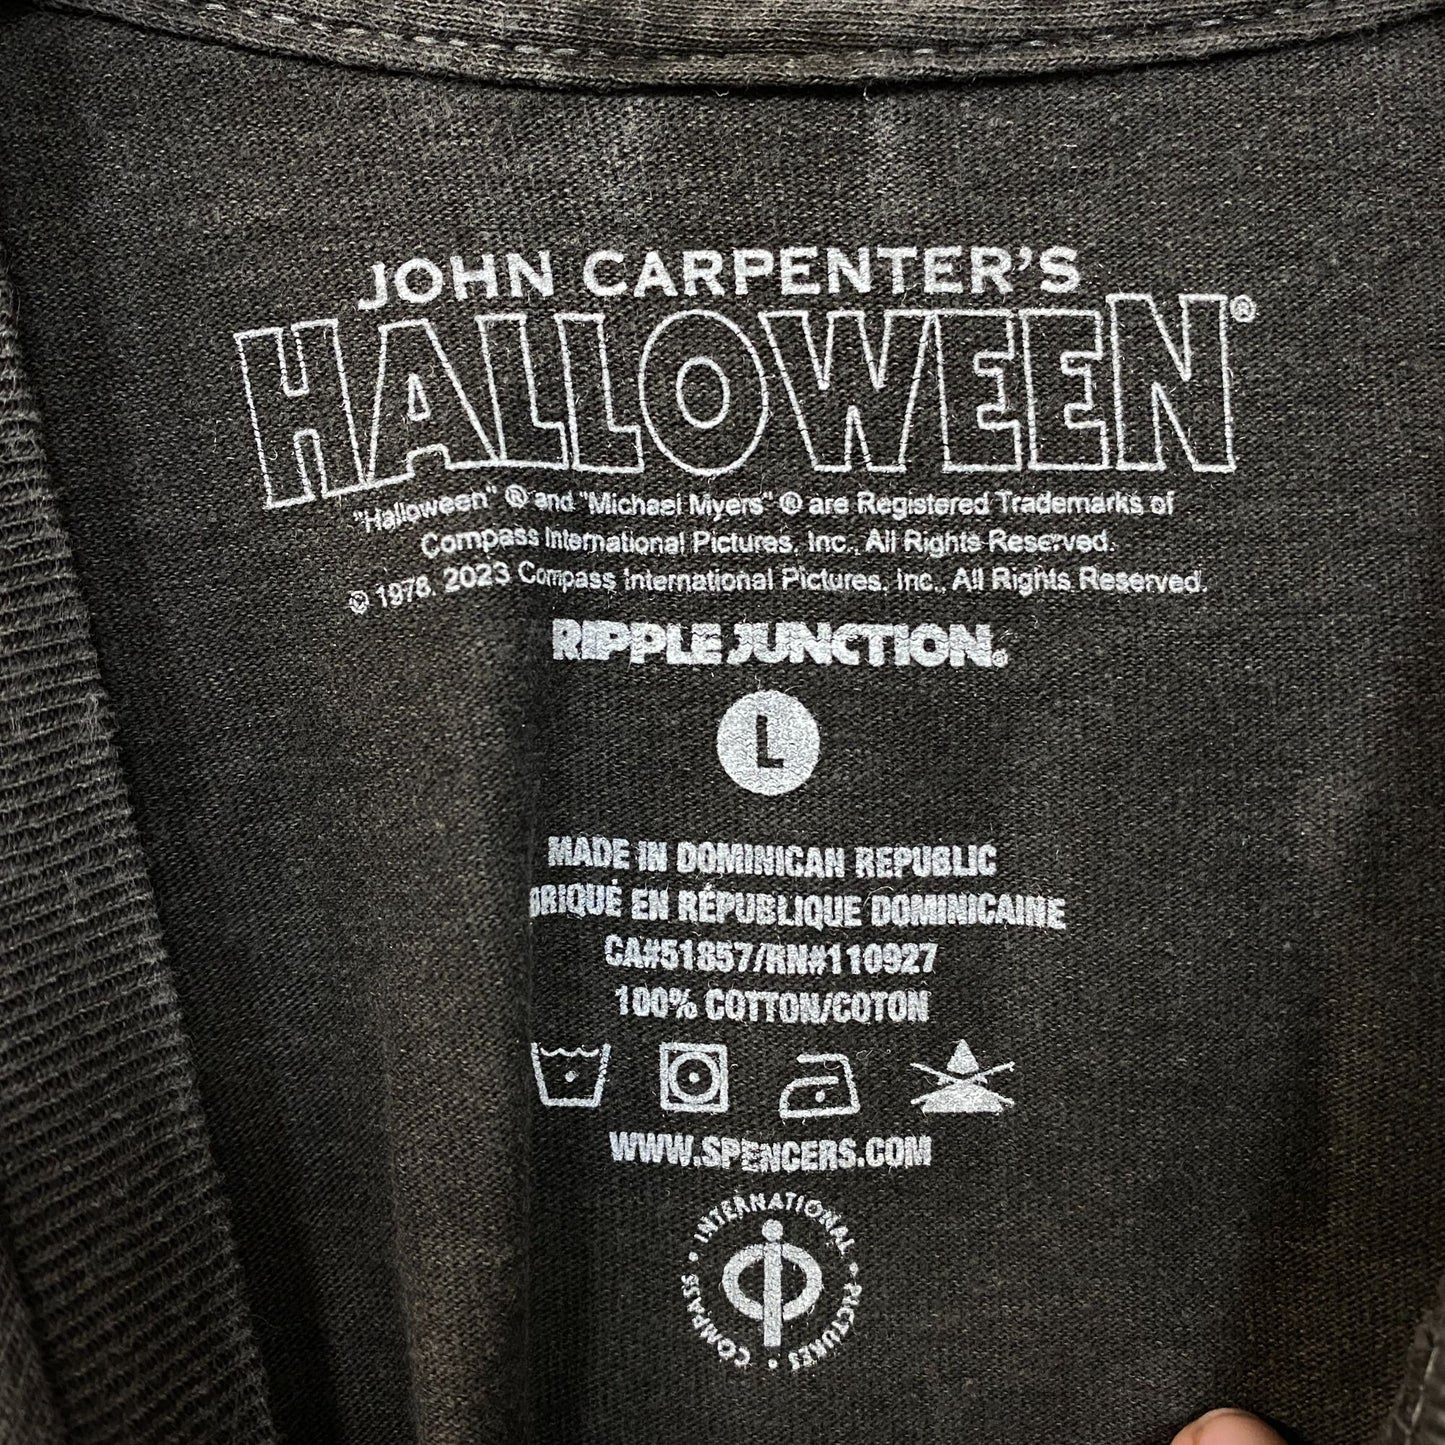 JOHN CARPENTER'S
HALLOWEEN®
"Halloween" ® and "Michael Myers" ® are Registered Trademarks of
Compass International Pictures, Inc., All Rights Reserved.
© 1978, 2023 Compass International Pictures, Inc., All Rights Reserved.
RIPPLE JUNCTION®
L
MADE IN DOMINICAN REPUBLIC
BRIQUÉ EN RÉPUBLIQUE DOMINICAINE
CA#51857/RN#110927
100% COTTON/COTON
WWW.SPENCERS.COM
COMPASS • INTERNATIONAL • PICTURES •